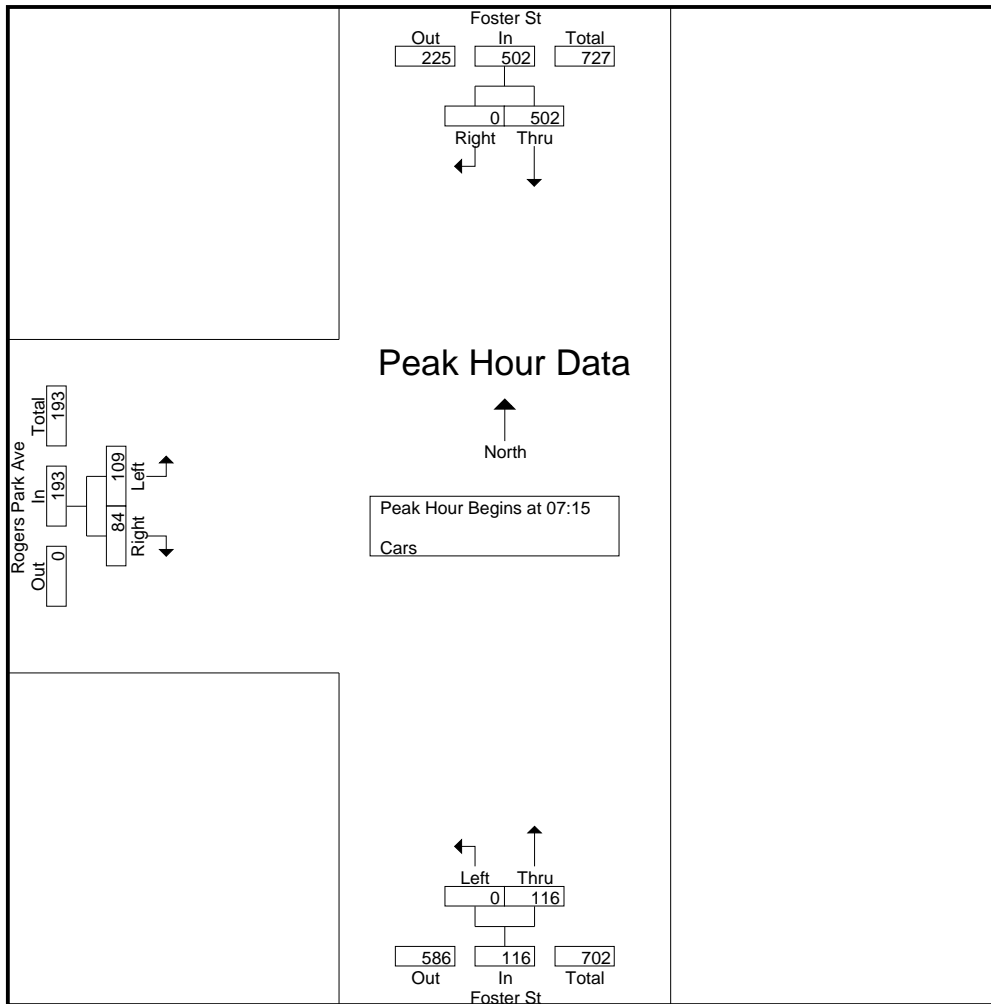 Foster St
Out In Total
225 502 727
0 502
Right Thru
Peak Hour Data
North
Peak Hour Begins at 07:15
Cars
Rogers Park Ave
Out In Total
0 193 193
84 109
Right Left
Left Thru
0 116
586 116 702
Out In Total
Foster St